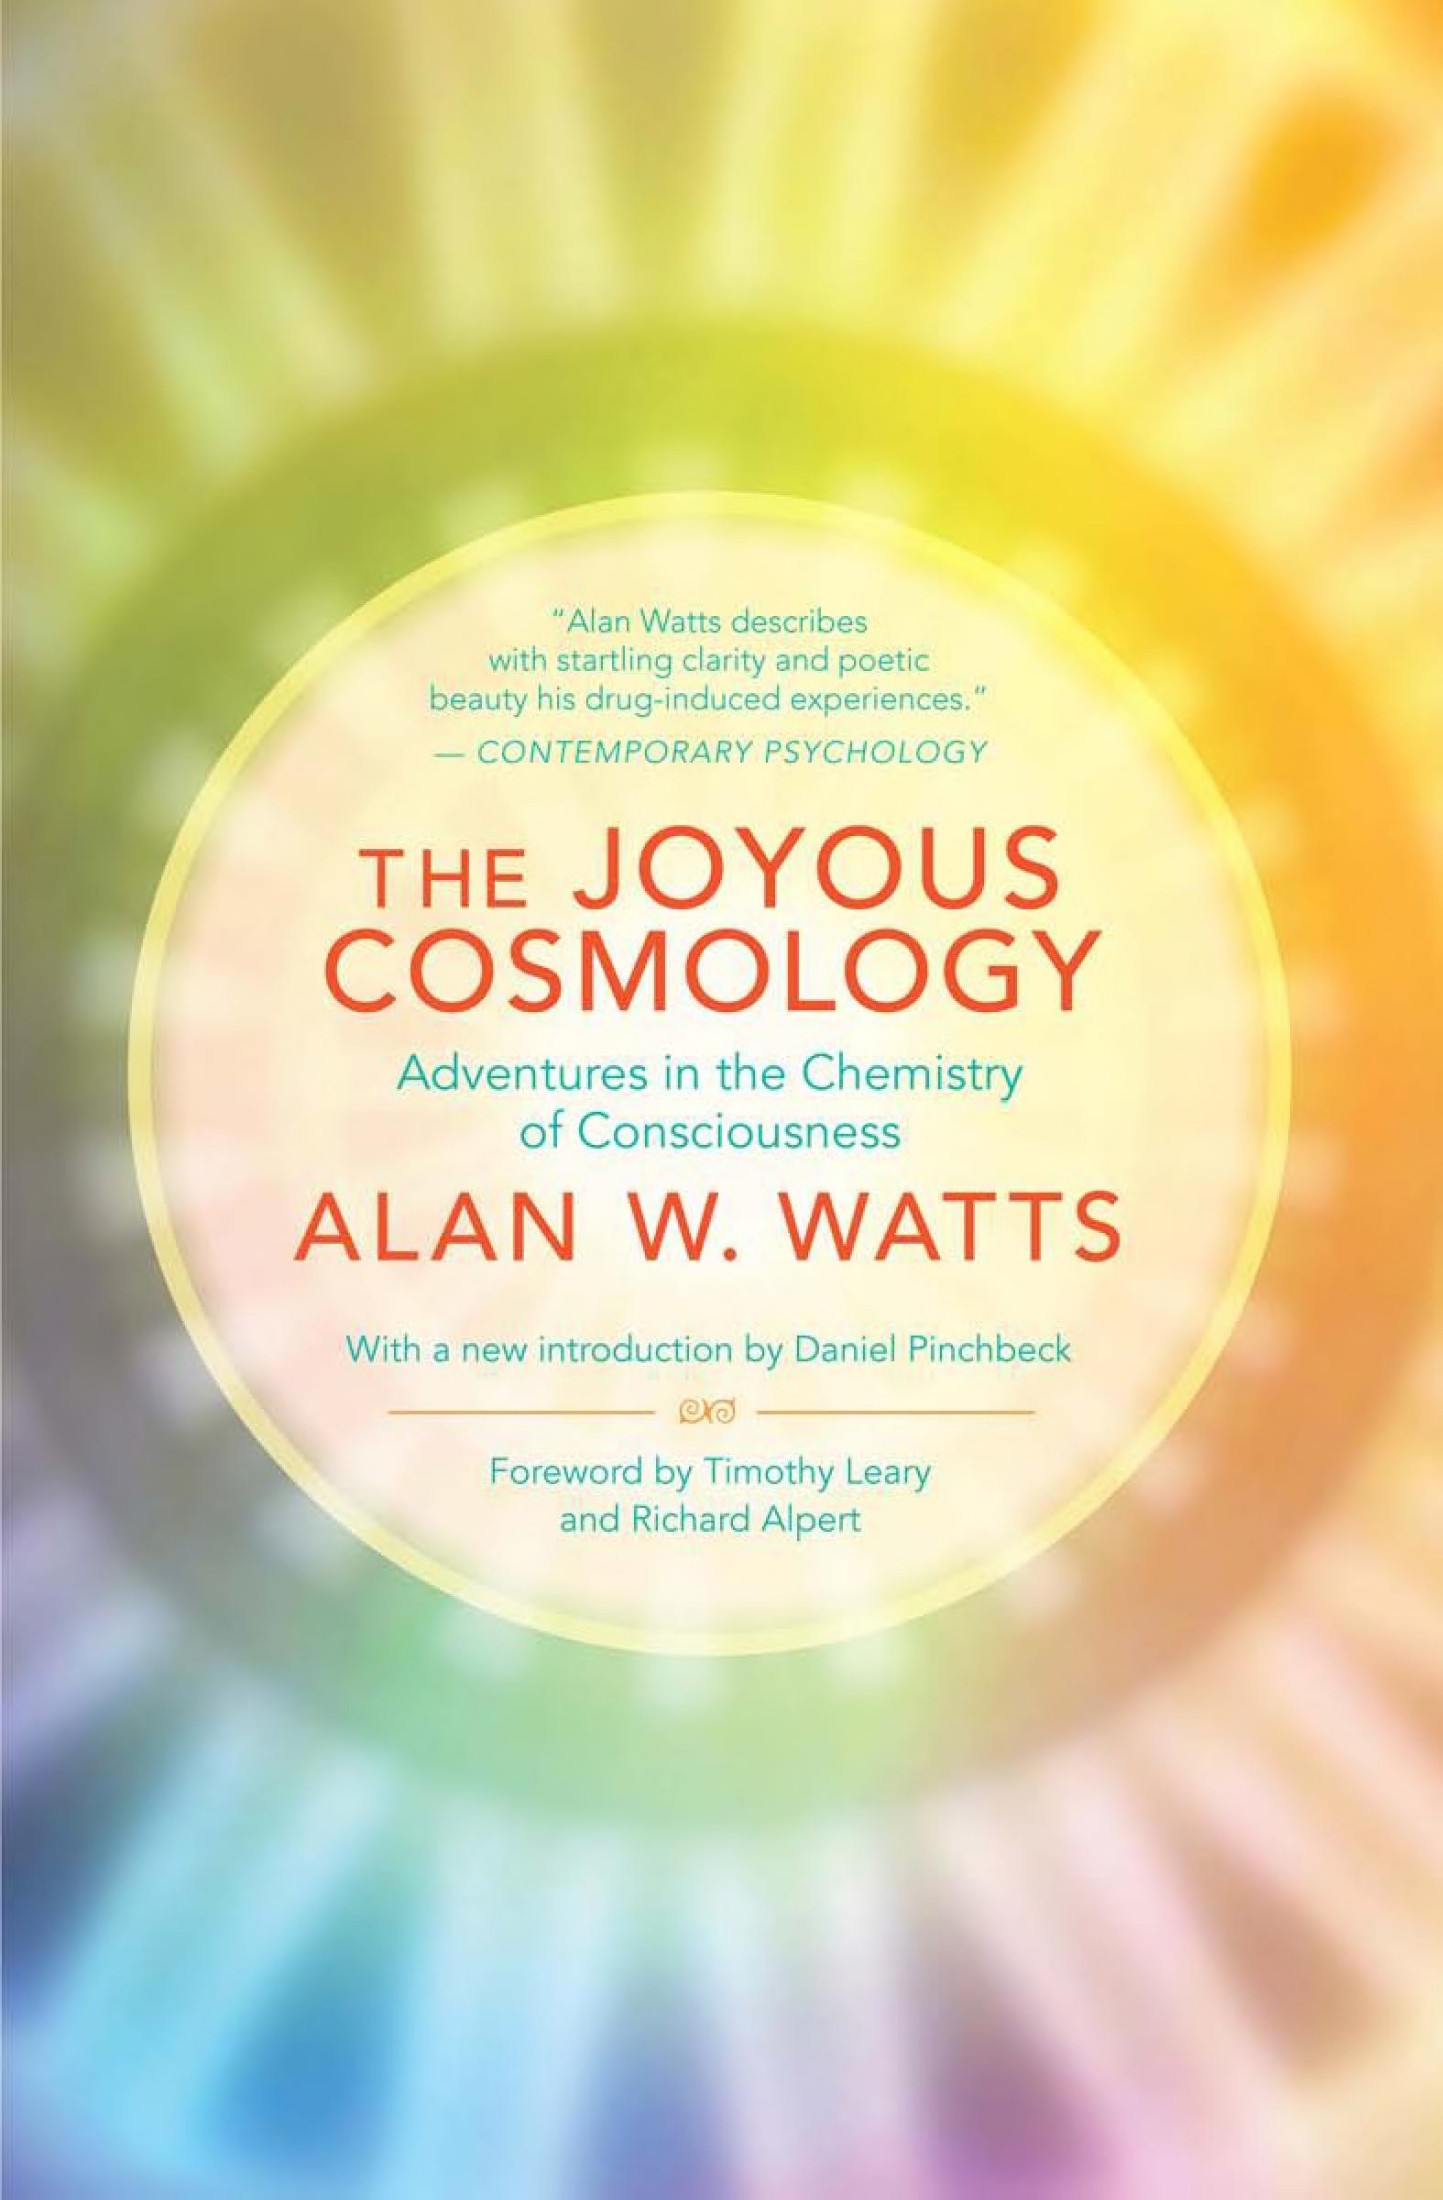 “Alan Watts describes
with startling clarity and poetic
beauty his drug-induced experiences.”
— CONTEMPORARY PSYCHOLOGY
THE JOYOUS
COSMOLOGY
Adventures in the Chemistry
of Consciousness
ALAN W. WATTS
With a new introduction by Daniel Pinchbeck
Foreword by Timothy Leary
and Richard Alpert